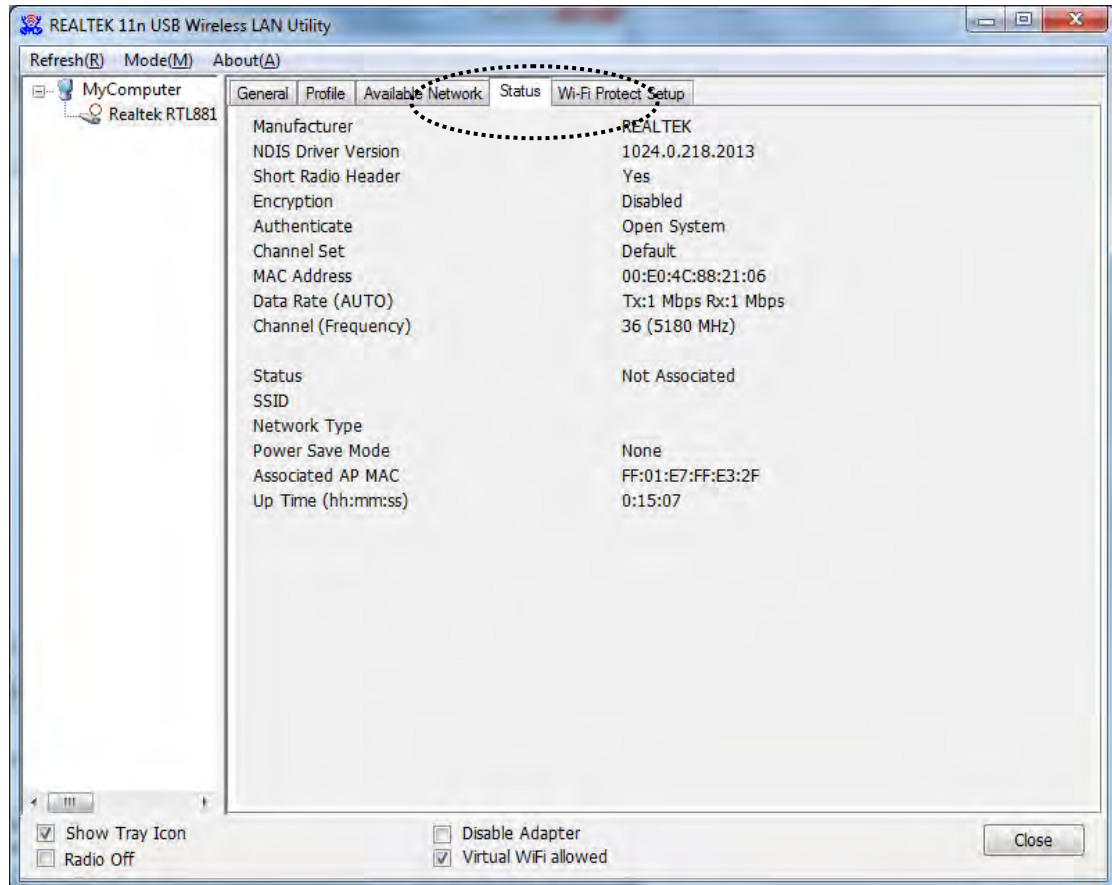 REALTEK 11n USB Wireless LAN Utility
Refresh(R) Mode(M) About(A)
MyComputer
Realtek RTL881
General Profile Available Network Status Wi-Fi Protect Setup
Manufacturer REALTEK
NDIS Driver Version 1024.0.218.2013
Short Radio Header Yes
Encryption Disabled
Authenticate Open System
Channel Set Default
MAC Address 00:E0:4C:88:21:06
Data Rate (AUTO) Tx:1 Mbps Rx:1 Mbps
Channel (Frequency) 36 (5180 MHz)
Status Not Associated
SSID
Network Type
Power Save Mode None
Associated AP MAC FF:01:E7:FF:E3:2F
Up Time (hh:mm:ss) 0:15:07
Show Tray Icon Disable Adapter Close
Radio Off Virtual WiFi allowed